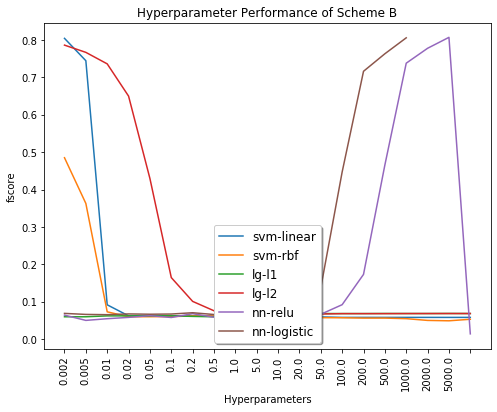 Hyperparameter Performance of Scheme B
fscore
0.8
0.7
0.6
0.5
0.4
0.3
0.2
0.1
0.0
svm-linear
svm-rbf
lg-l1
lg-l2
nn-relu
nn-logistic
0.002 0.005 0.01 0.02 0.05 0.1 0.2 0.5 1.0 5.0 10.0 20.0 50.0 100.0 200.0 500.0 1000.0 2000.0 5000.0
Hyperparameters